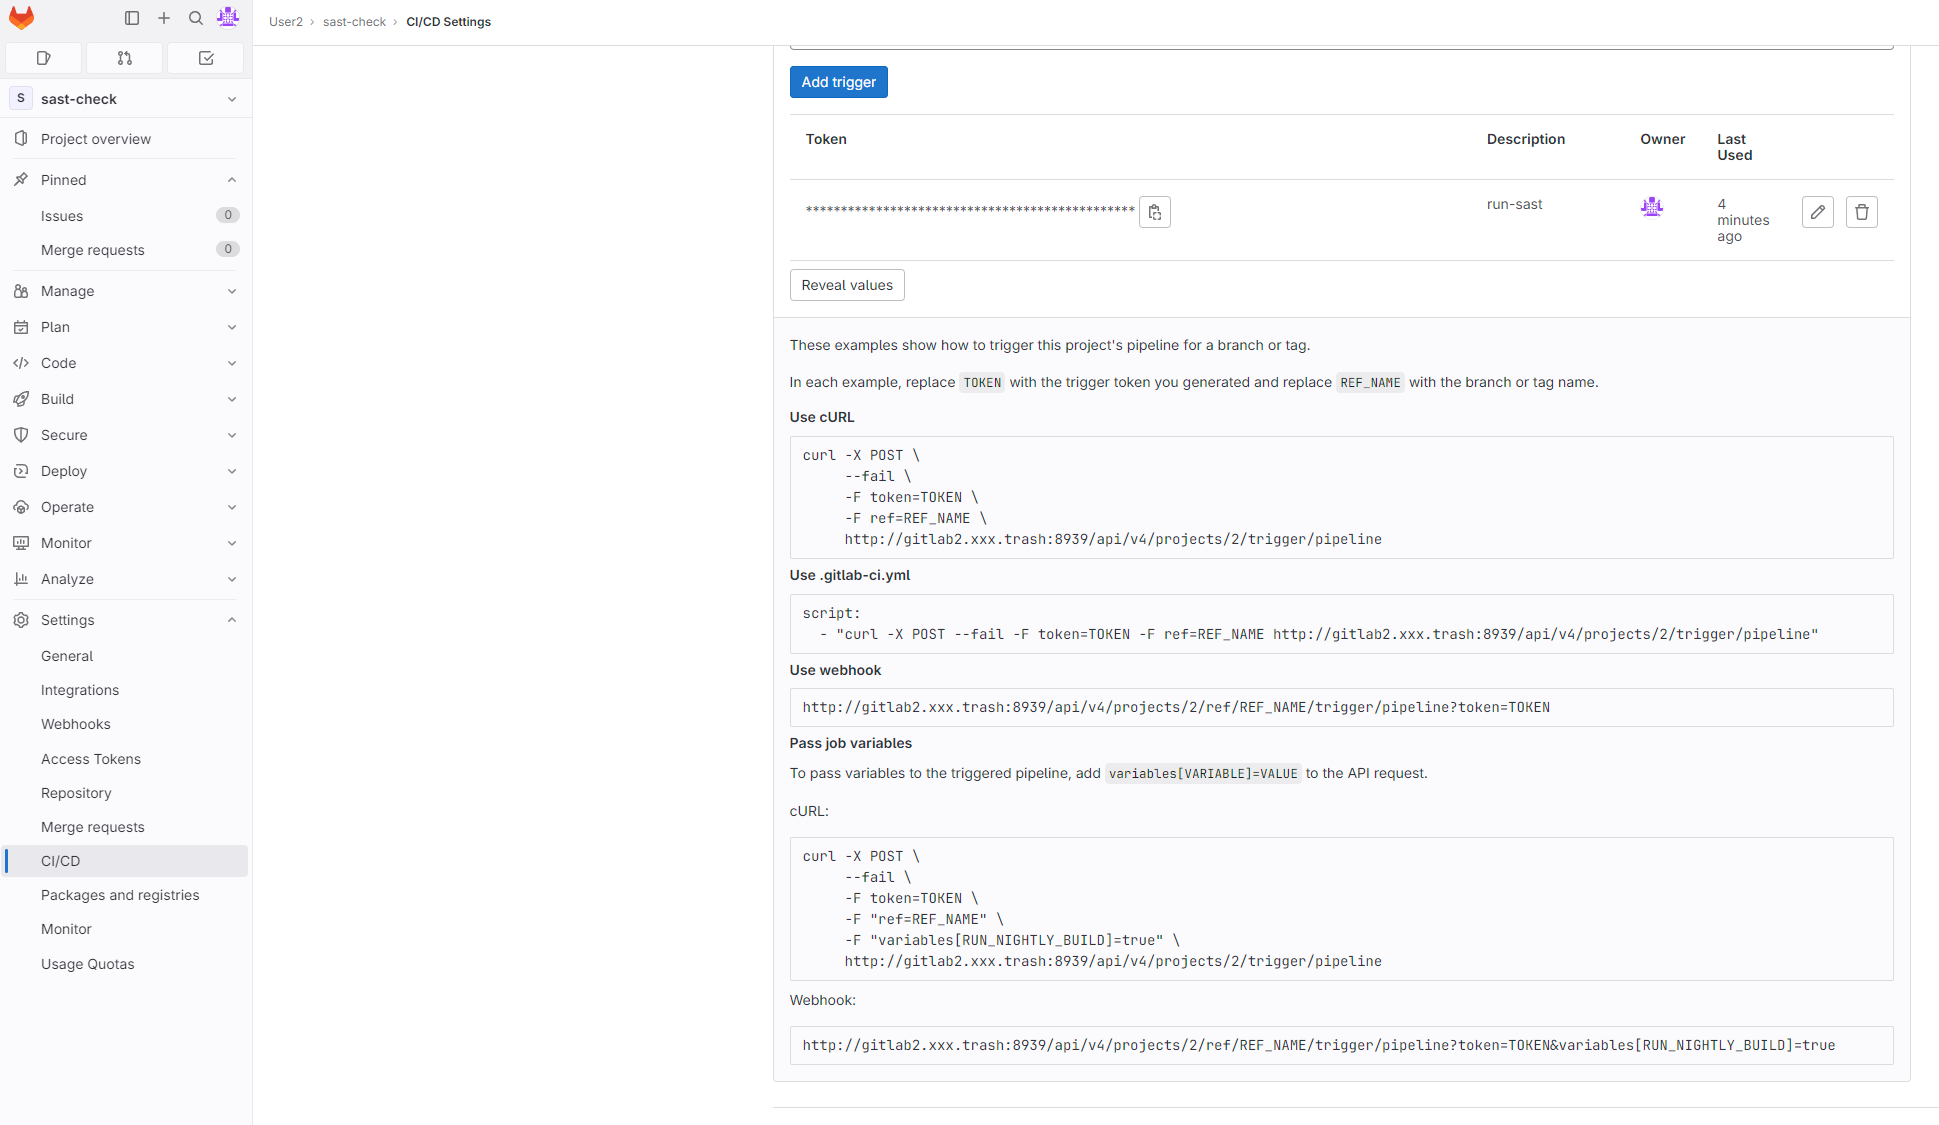 User2 › sast-check › CI/CD Settings
S sast-check
Project overview
Pinned
Issues 0
Merge requests 0
Manage
Plan
Code
Build
Secure
Deploy
Operate
Monitor
Analyze
Settings
General
Integrations
Webhooks
Access Tokens
Repository
Merge requests
CI/CD
Packages and registries
Monitor
Usage Quotas
Add trigger
Token Description Owner Last Used
*********************************************** run-sast 4 minutes ago
Reveal values
These examples show how to trigger this project's pipeline for a branch or tag.
In each example, replace TOKEN with the trigger token you generated and replace REF_NAME with the branch or tag name.
Use cURL
curl -X POST \
--fail \
-F token=TOKEN \
-F ref=REF_NAME \
http://gitlab2.xxx.trash:8939/api/v4/projects/2/trigger/pipeline
Use .gitlab-ci.yml
script:
- "curl -X POST --fail -F token=TOKEN -F ref=REF_NAME http://gitlab2.xxx.trash:8939/api/v4/projects/2/trigger/pipeline"
Use webhook
http://gitlab2.xxx.trash:8939/api/v4/projects/2/ref/REF_NAME/trigger/pipeline?token=TOKEN
Pass job variables
To pass variables to the triggered pipeline, add variables[VARIABLE]=VALUE to the API request.
cURL:
curl -X POST \
--fail \
-F token=TOKEN \
-F "ref=REF_NAME" \
-F "variables[RUN_NIGHTLY_BUILD]=true" \
http://gitlab2.xxx.trash:8939/api/v4/projects/2/trigger/pipeline
Webhook:
http://gitlab2.xxx.trash:8939/api/v4/projects/2/ref/REF_NAME/trigger/pipeline?token=TOKEN&variables[RUN_NIGHTLY_BUILD]=true